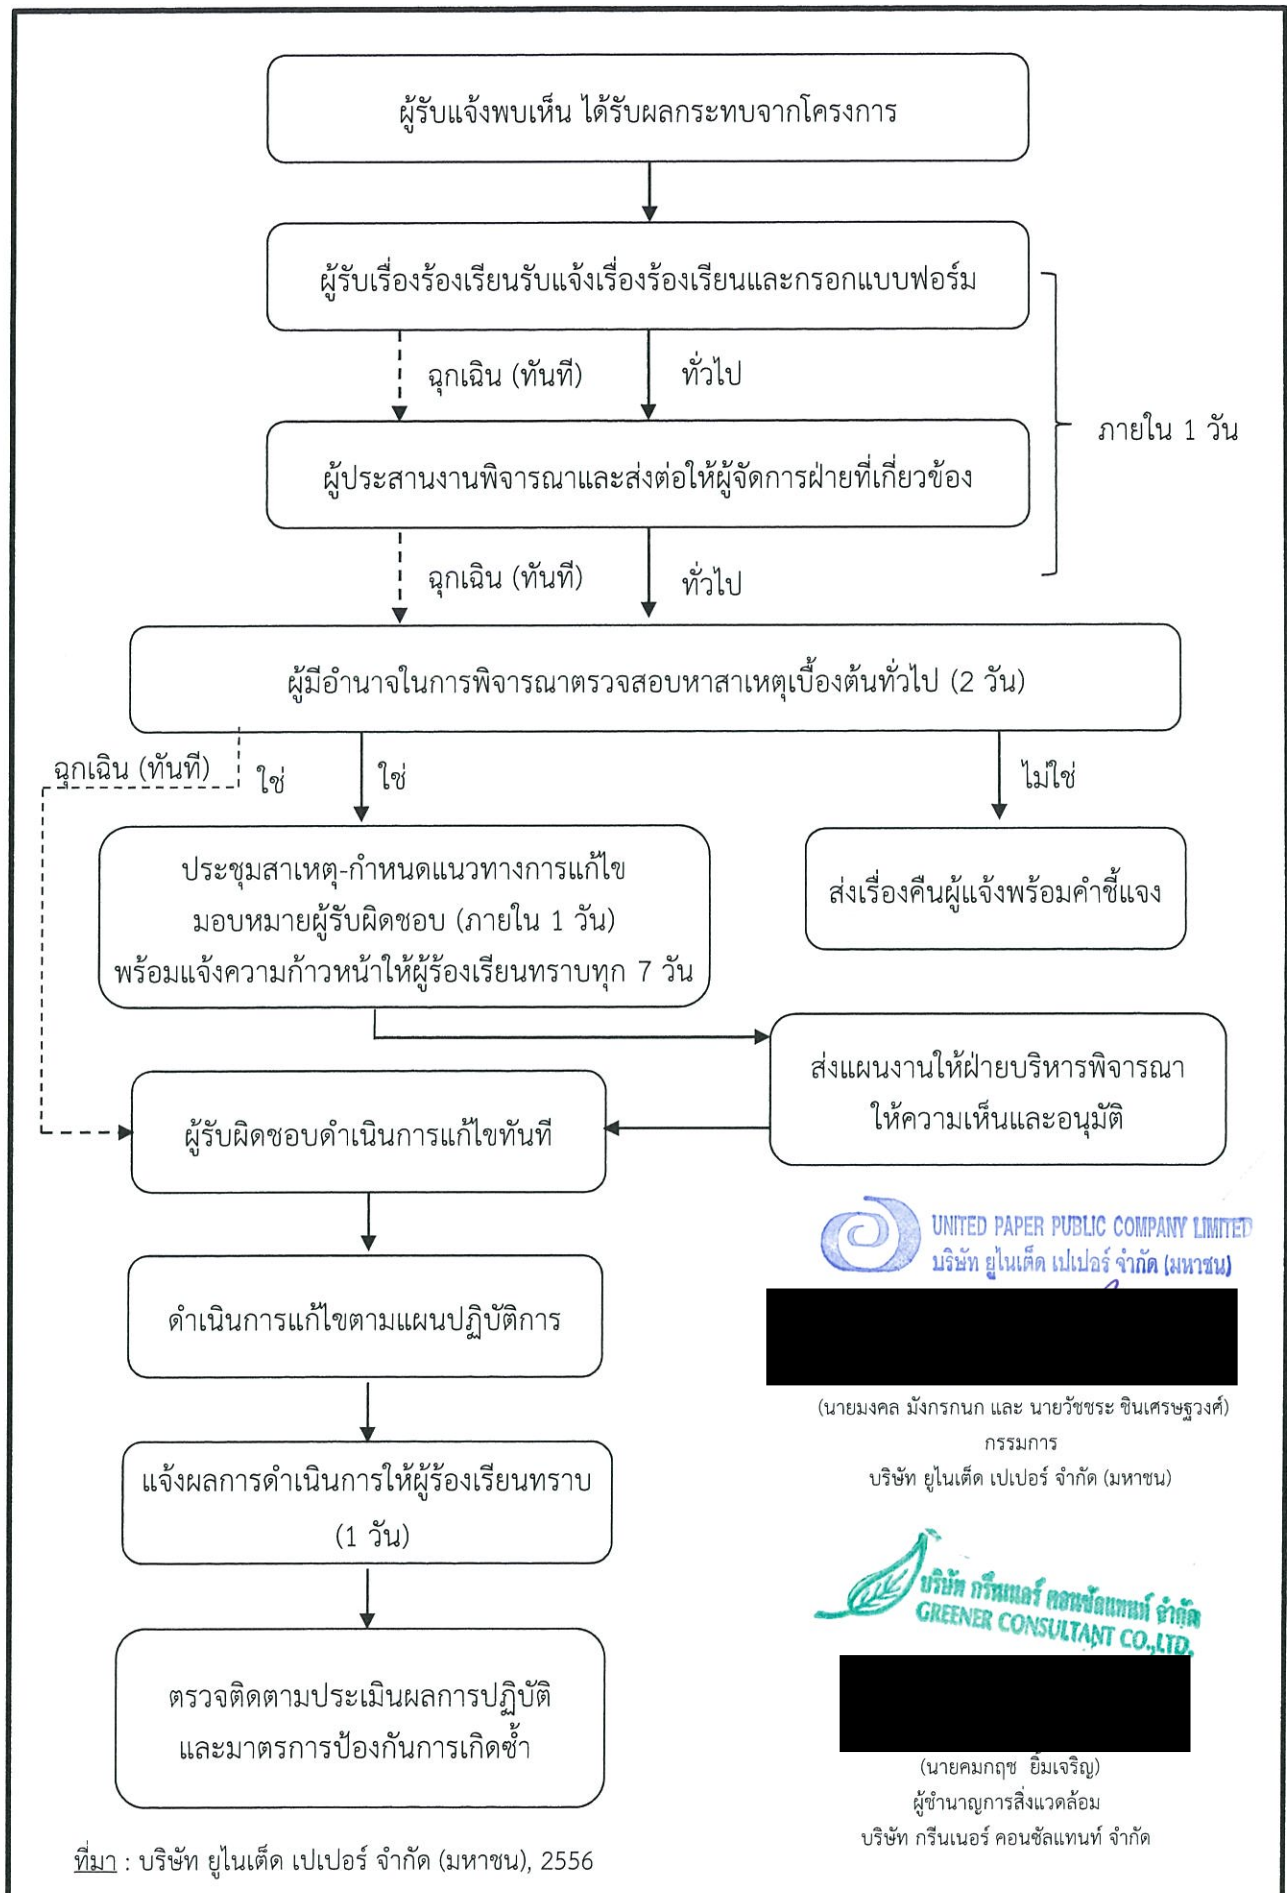 ผู้รับแจ้งพบเห็น ได้รับผลกระทบจากโครงการ
ผู้รับเรื่องร้องเรียนรับแจ้งเรื่องร้องเรียนและกรอกแบบฟอร์ม
ฉุกเฉิน (ทันที)
ทั่วไป
ภายใน 1 วัน
ผู้ประสานงานพิจารณาและส่งต่อให้ผู้จัดการฝ่ายที่เกี่ยวข้อง
ฉุกเฉิน (ทันที)
ทั่วไป
ผู้มีอำนาจในการพิจารณาตรวจสอบหาสาเหตุเบื้องต้นทั่วไป (2 วัน)
ฉุกเฉิน (ทันที)
ใช่
ใช่
ไม่ใช่
ประชุมสาเหตุ-กำหนดแนวทางการแก้ไข
มอบหมายผู้รับผิดชอบ (ภายใน 1 วัน)
พร้อมแจ้งความก้าวหน้าให้ผู้ร้องเรียนทราบทุก 7 วัน
ส่งเรื่องคืนผู้แจ้งพร้อมคำชี้แจง
ส่งแผนงานให้ฝ่ายบริหารพิจารณา
ให้ความเห็นและอนุมัติ
ผู้รับผิดชอบดำเนินการแก้ไขทันที
UNITED PAPER PUBLIC COMPANY LIMITED
บริษัท ยูไนเต็ด เปเปอร์ จำกัด (มหาชน)
ดำเนินการแก้ไขตามแผนปฏิบัติการ
(นายมงคล มังกรกนก และ นายวัชชระ ชินเศรษฐวงศ์)
กรรมการ
บริษัท ยูไนเต็ด เปเปอร์ จำกัด (มหาชน)
แจ้งผลการดำเนินการให้ผู้ร้องเรียนทราบ
(1 วัน)
บริษัท กรีนเนอร์ คอนซัลแทนท์ จำกัด
GREENER CONSULTANT CO.,LTD.
ตรวจติดตามประเมินผลการปฏิบัติ
และมาตรการป้องกันการเกิดซ้ำ
(นายคมกฤช ยิ้มเจริญ)
ผู้ชำนาญการสิ่งแวดล้อม
บริษัท กรีนเนอร์ คอนซัลแทนท์ จำกัด
ที่มา : บริษัท ยูไนเต็ด เปเปอร์ จำกัด (มหาชน), 2556